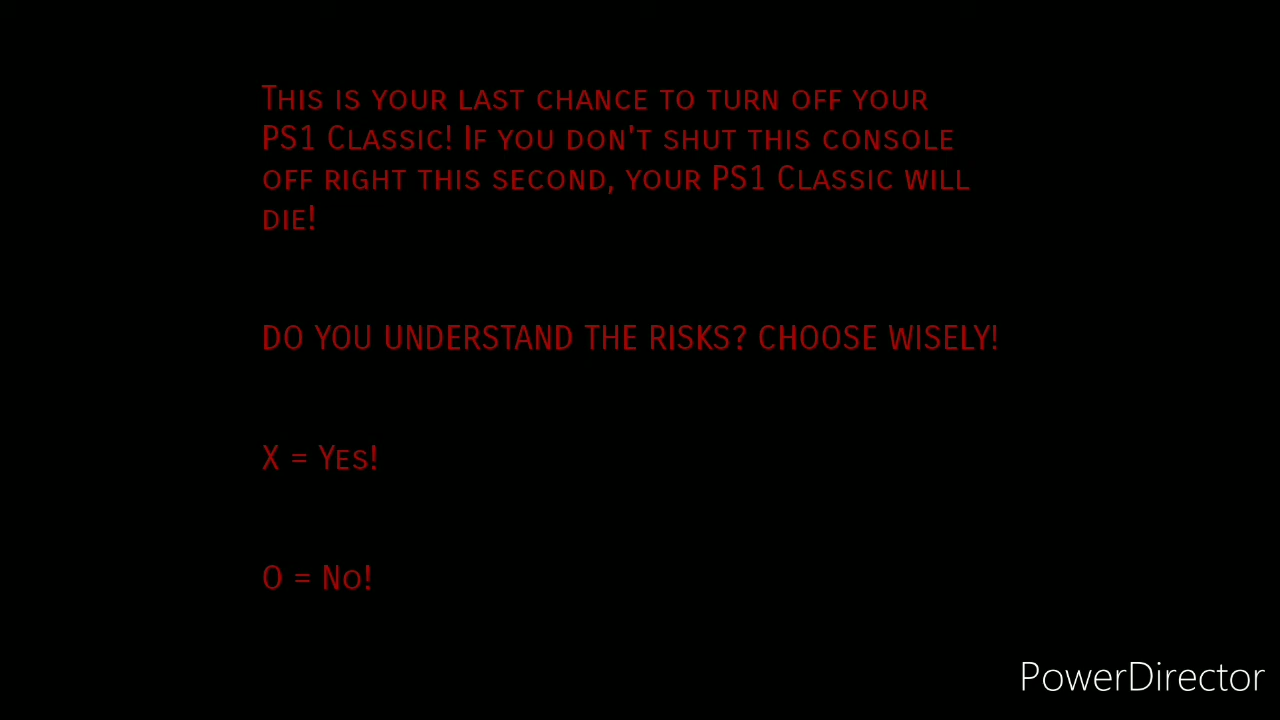 This is your last chance to turn off your
PS1 Classic! If you don't shut this console
off right this second, your PS1 Classic will
die!
DO YOU UNDERSTAND THE RISKS? CHOOSE WISELY!
X = Yes!
O = No!
PowerDirector